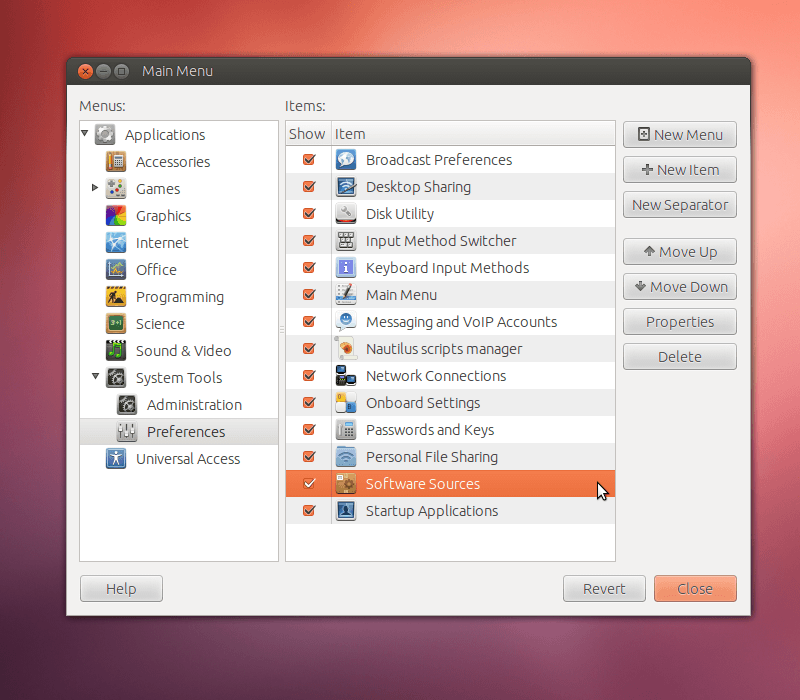 Main Menu
Menus:
Items:
Applications
Accessories
Games
Graphics
Internet
Office
Programming
Science
Sound & Video
System Tools
Administration
Preferences
Universal Access
Show Item
Broadcast Preferences
Desktop Sharing
Disk Utility
Input Method Switcher
Keyboard Input Methods
Main Menu
Messaging and VoIP Accounts
Nautilus scripts manager
Network Connections
Onboard Settings
Passwords and Keys
Personal File Sharing
Software Sources
Startup Applications
New Menu
New Item
New Separator
Move Up
Move Down
Properties
Delete
Help
Revert
Close